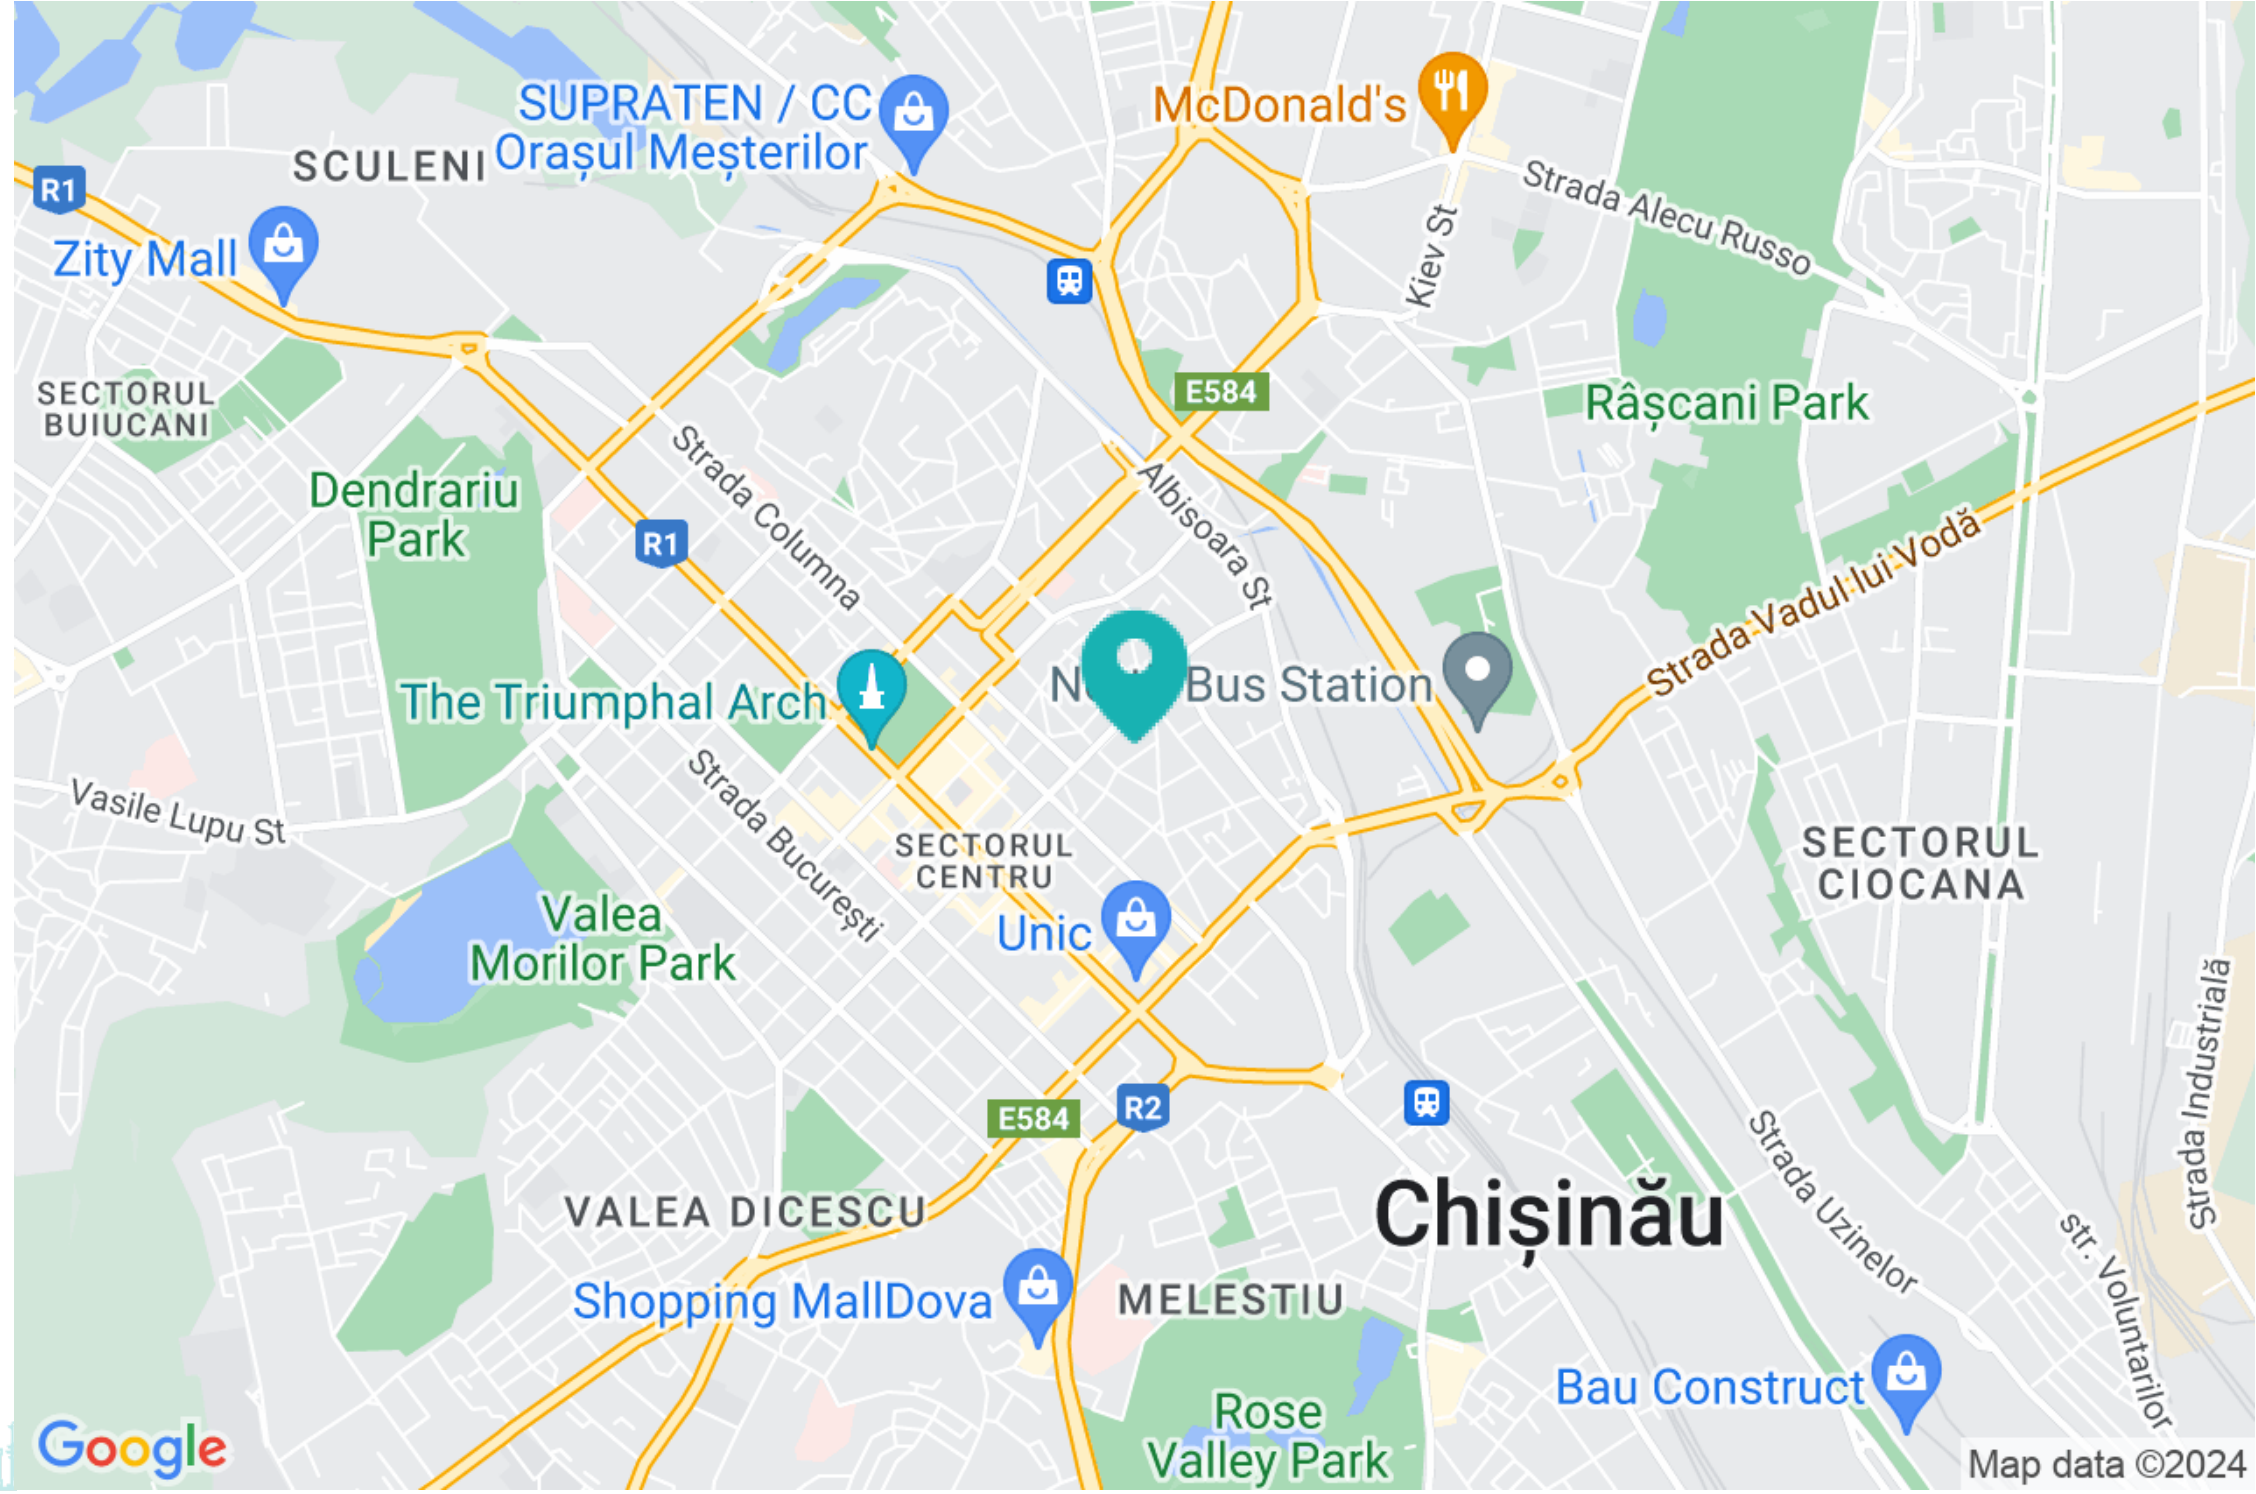 SUPRATEN / CC
Orașul Meșterilor
McDonald's
SCULENI
R1
Zity Mall
Strada Alecu Russo
Kiev St
SECTORUL
BUIUCANI
E584
Râșcani Park
Dendrariu
Park
Strada Columna
R1
Albisoara St
Strada Vadul lui Vodă
The Triumphal Arch
Bus Station
Strada București
Vasile Lupu St
SECTORUL
CENTRU
SECTORUL
CIOCANA
Valea
Morilor Park
Unic
Strada Industrială
E584
R2
Strada Uzinelor
VALEA DICESCU
Chișinău
str. Voluntarilor
Shopping MallDova
MELESTIU
Bau Construct
Rose
Valley Park
Google
Map data ©2024